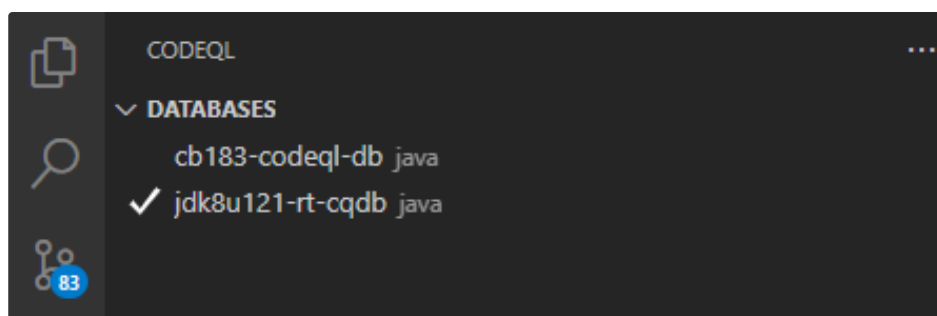 CODEQL
DATABASES
cb183-codeql-db java
jdk8u121-rt-cqdb java
83